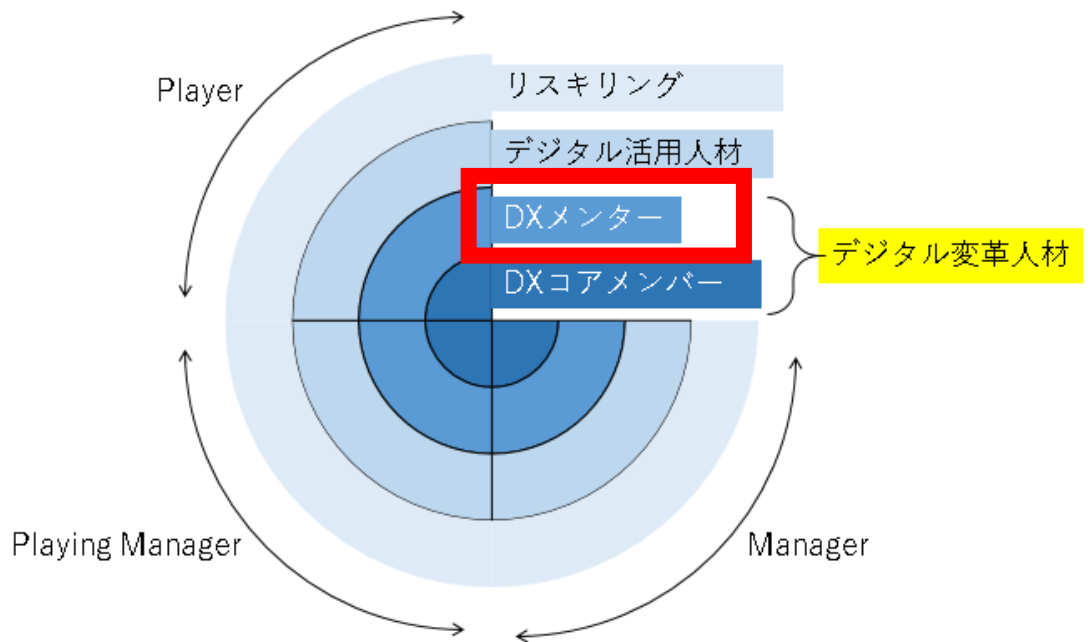 Player
リスキリング
デジタル活用人材
DXメンター
デジタル変革人材
DXコアメンバー
Playing Manager
Manager